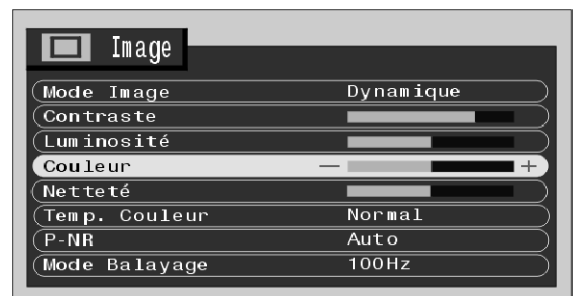 Image
Mode Image Dynamique
Contraste
Luminosité
Couleur — +
Netteté
Temp. Couleur Normal
P-NR Auto
Mode Balayage 100Hz